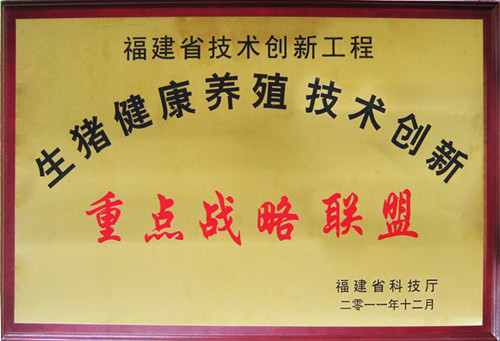 福建省技术创新工程
生猪健康养殖技术创新
重点战略联盟
福建省科技厅
二零一一年十二月